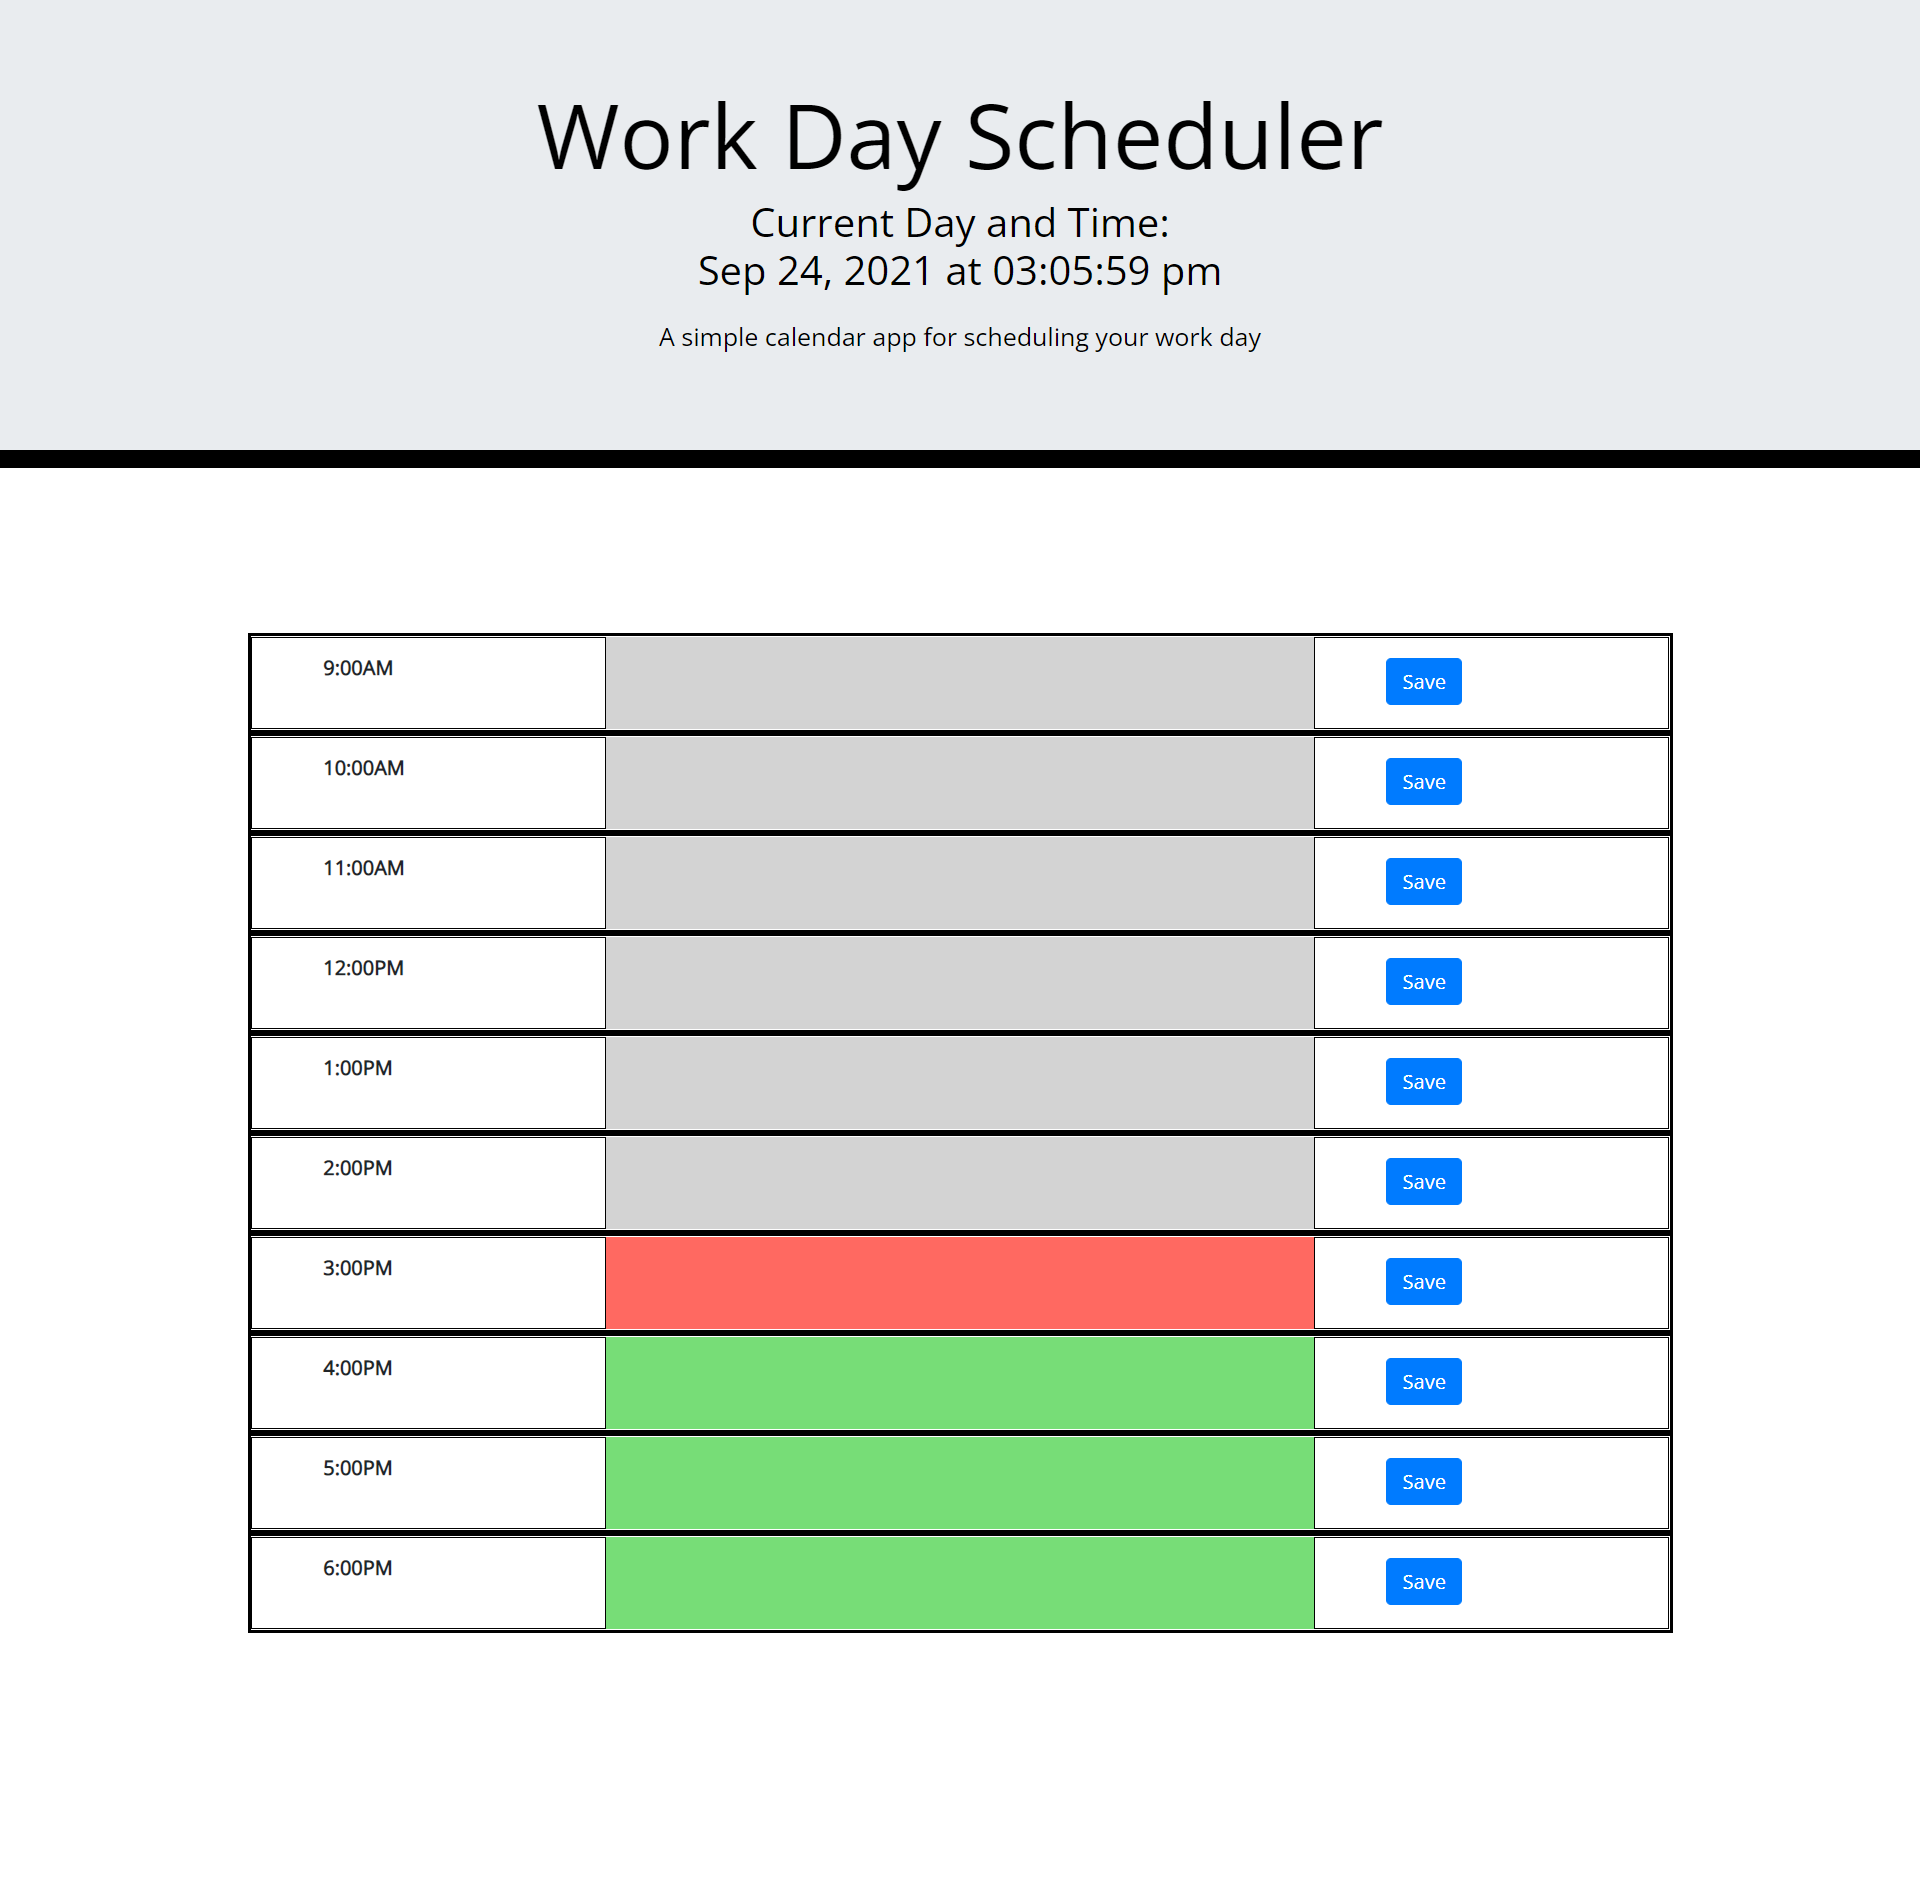 Work Day Scheduler
Current Day and Time:
Sep 24, 2021 at 03:05:59 pm
A simple calendar app for scheduling your work day
9:00AM Save
10:00AM Save
11:00AM Save
12:00PM Save
1:00PM Save
2:00PM Save
3:00PM Save
4:00PM Save
5:00PM Save
6:00PM Save